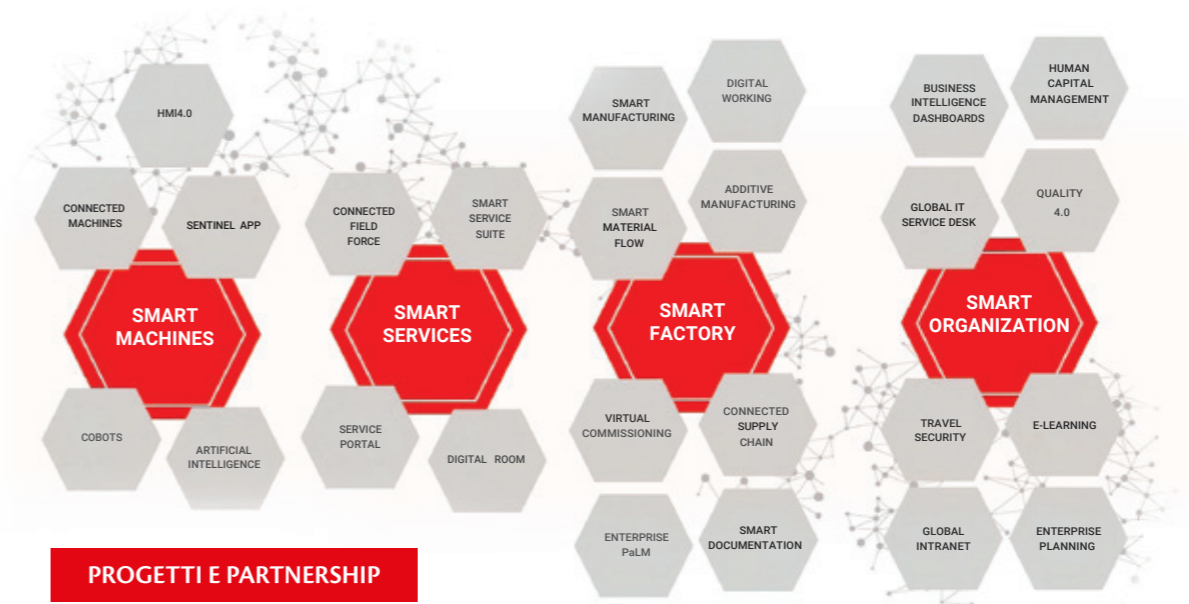 HMI4.0
CONNECTED
MACHINES
SENTINEL APP
SMART
MACHINES
COBOTS
ARTIFICIAL
INTELLIGENCE
CONNECTED
FIELD
FORCE
SMART
SERVICE
SUITE
SMART
SERVICES
SERVICE
PORTAL
DIGITAL ROOM
SMART
MANUFACTURING
DIGITAL
WORKING
SMART
MATERIAL
FLOW
ADDITIVE
MANUFACTURING
SMART
FACTORY
VIRTUAL
COMMISSIONING
CONNECTED
SUPPLY
CHAIN
ENTERPRISE
PaLM
SMART
DOCUMENTATION
BUSINESS
INTELLIGENCE
DASHBOARDS
HUMAN
CAPITAL
MANAGEMENT
GLOBAL IT
SERVICE DESK
QUALITY
4.0
SMART
ORGANIZATION
TRAVEL
SECURITY
E-LEARNING
GLOBAL
INTRANET
ENTERPRISE
PLANNING
PROGETTI E PARTNERSHIP